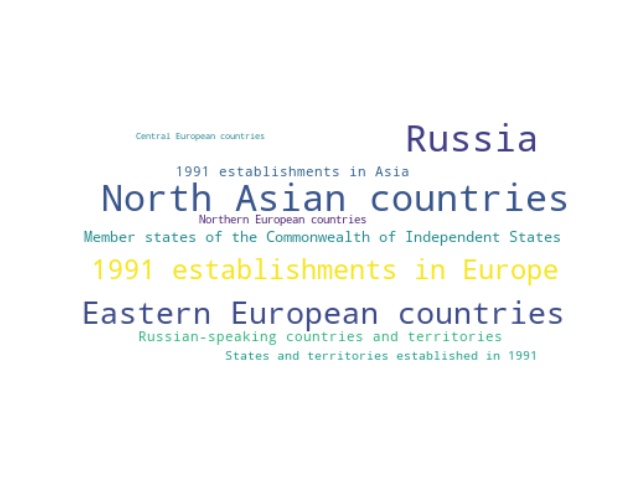 Central European countries
Russia
1991 establishments in Asia
North Asian countries
Northern European countries
Member states of the Commonwealth of Independent States
1991 establishments in Europe
Eastern European countries
Russian-speaking countries and territories
States and territories established in 1991